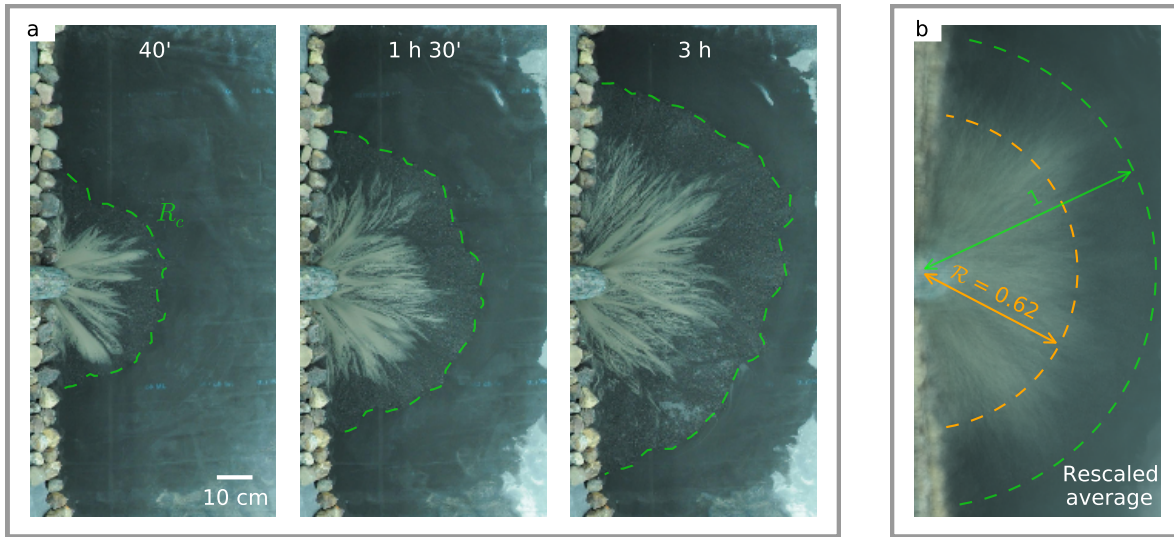 a
40'
1 h 30'
3 h
R_c
10 cm
b
1
ℛ = 0.62
Rescaled
average